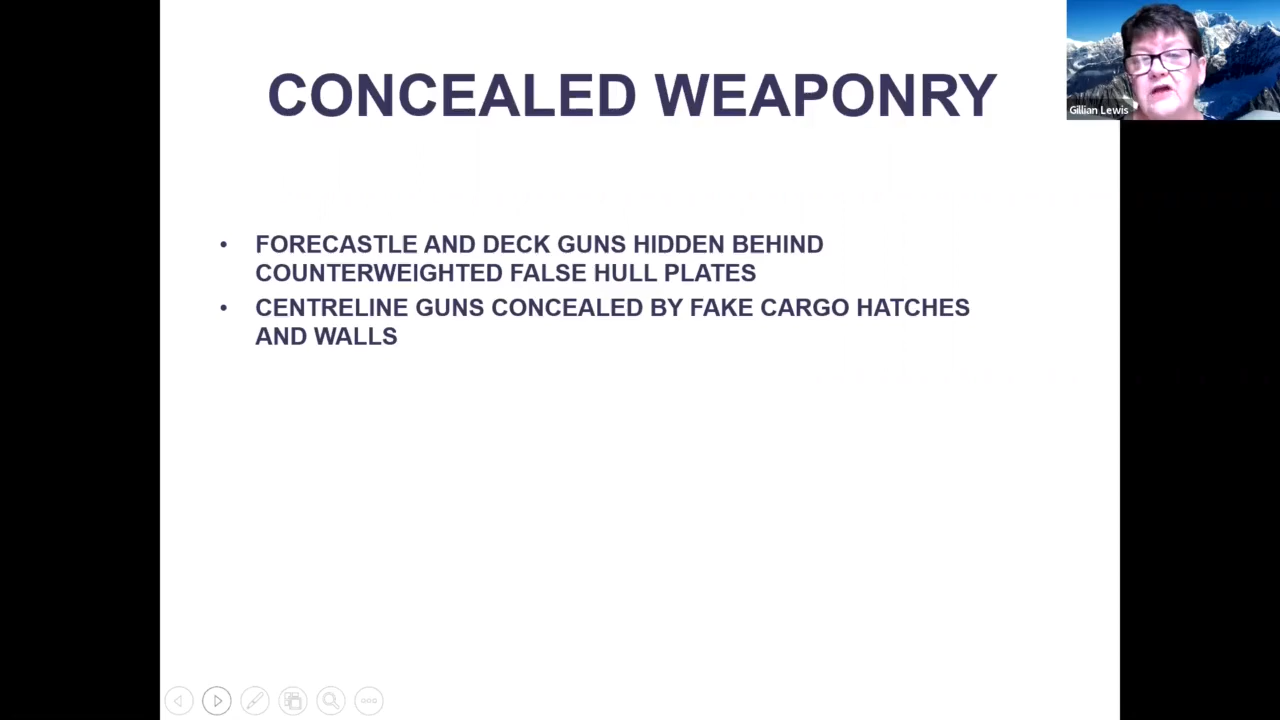 CONCEALED WEAPONRY
Gillian Lewis
• FORECASTLE AND DECK GUNS HIDDEN BEHIND
COUNTERWEIGHTED FALSE HULL PLATES
• CENTRELINE GUNS CONCEALED BY FAKE CARGO HATCHES
AND WALLS